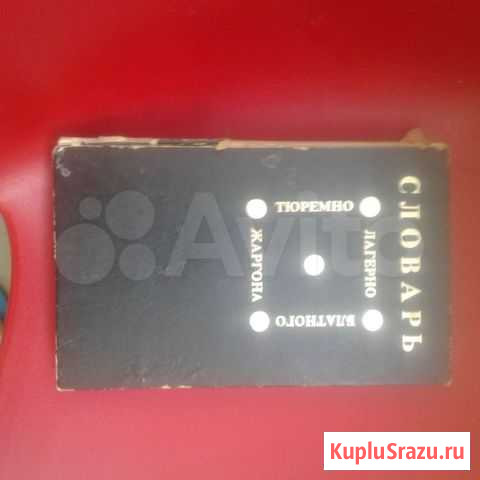 СЛОВАРЬ
ТЮРЕМНО
ЛАГЕРНО
БЛАТНОГО
ЖАРГОНА
Avito
KupluSrazu.ru